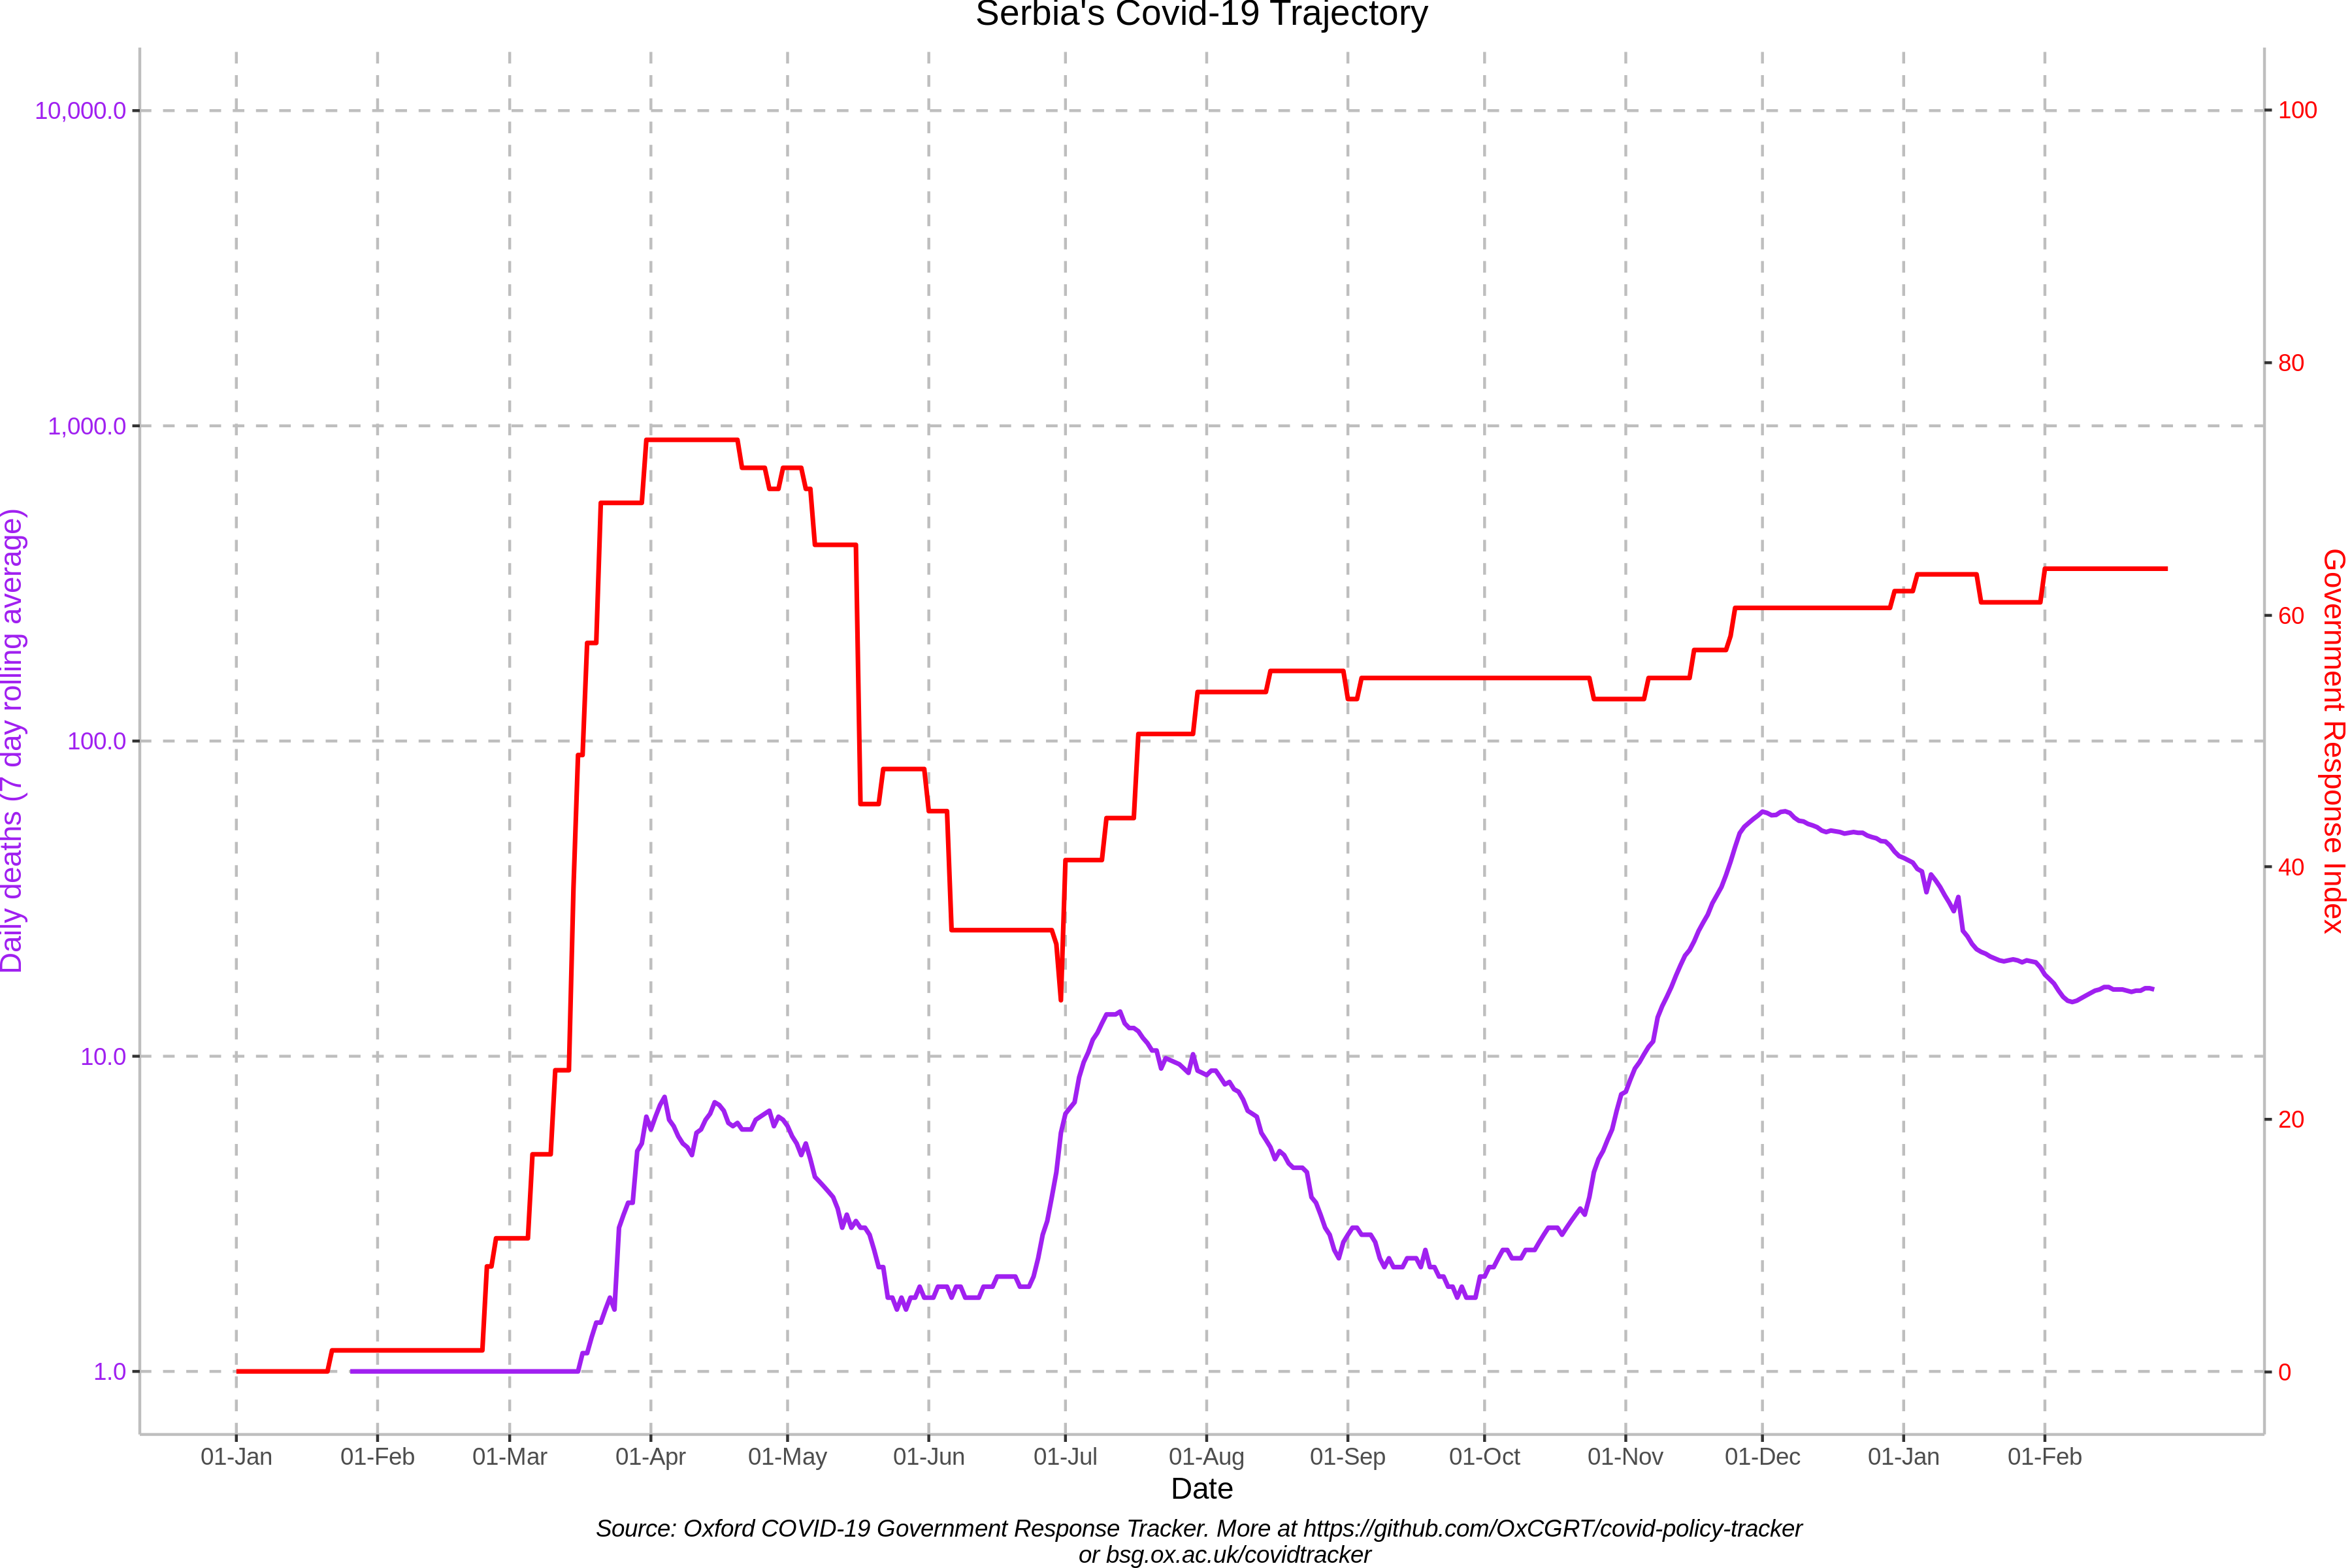 Serbia's Covid-19 Trajectory
10,000.0
1,000.0
100.0
10.0
1.0
Daily deaths (7 day rolling average)
100
80
60
40
20
0
Government Response Index
01-Jan 01-Feb 01-Mar 01-Apr 01-May 01-Jun 01-Jul 01-Aug 01-Sep 01-Oct 01-Nov 01-Dec 01-Jan 01-Feb
Date
Source: Oxford COVID-19 Government Response Tracker. More at https://github.com/OxCGRT/covid-policy-tracker
or bsg.ox.ac.uk/covidtracker